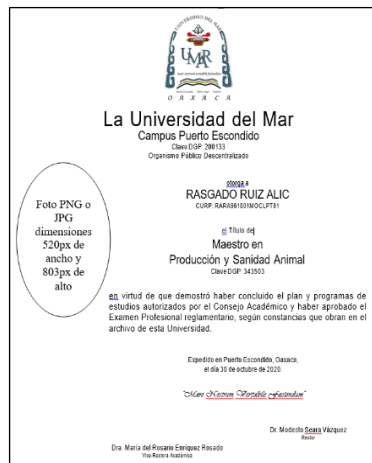 UNIVERSIDAD DEL MAR
UMAR
OAXACA
La Universidad del Mar
Campus Puerto Escondido
Clave DGP: 200133
Organismo Público Descentralizado
otorga a
RASGADO RUIZ ALIC
CURP:
el Título de
Maestro en
Producción y Sanidad Animal
Clave DGP: 343503
Foto PNG o
JPG
dimensiones
520px de
ancho y
803px de
alto
en virtud de que demostró haber concluido el plan y programas de
estudios autorizados por el Consejo Académico y haber aprobado el
Examen Profesional reglamentario, según constancias que obran en el
archivo de esta Universidad.
Expedido en Puerto Escondido, Oaxaca,
el día 30 de octubre de 2020.
Dr. Modesto Seara Vázquez
Rector
Dra. María del Rosario Enríquez Rosado
Vice-Rectora Académica